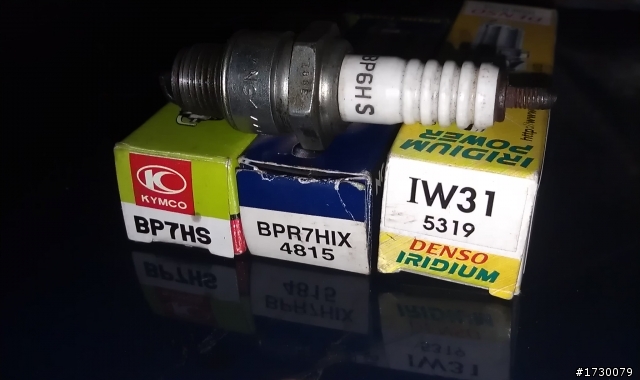 BP6HS
KYMCO
BP7HS
BPR7HIX
4815
IRIDIUM
POWER
IW31
5319
DENSO
IRIDIUM
#1730079